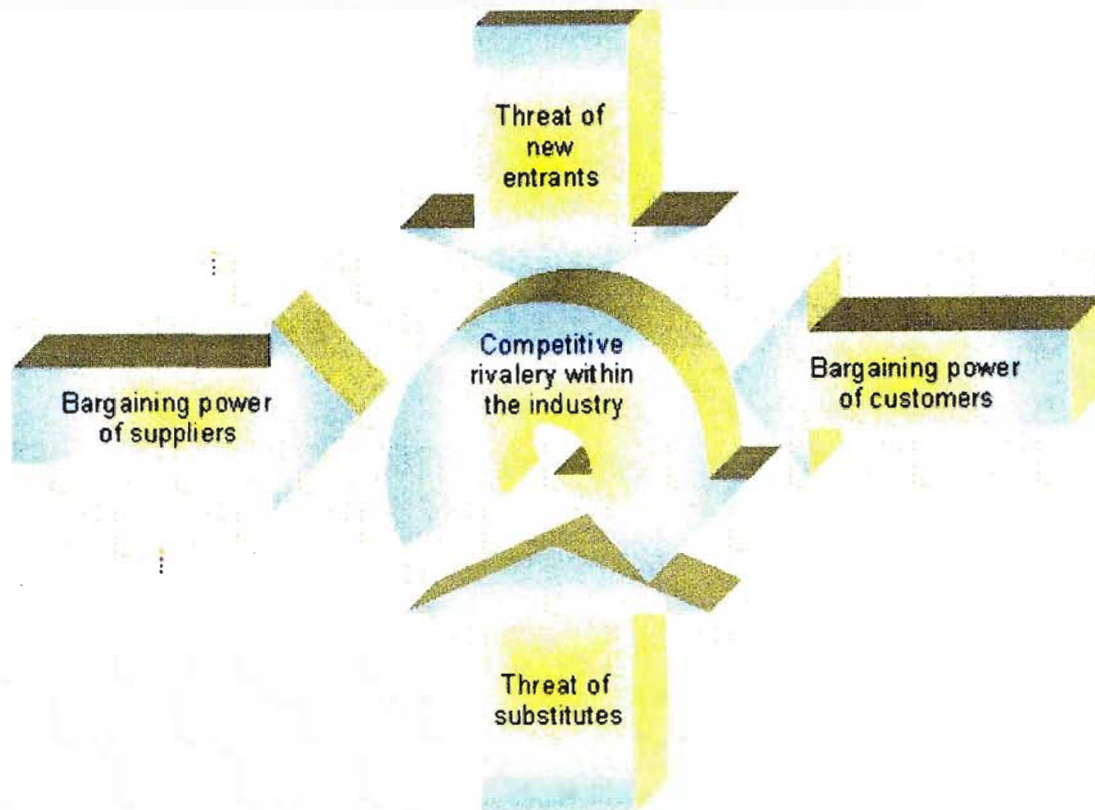 Threat of
new
entrants
Competitive
rivalery within
the industry
Bargaining power
of suppliers
Bargaining power
of customers
Threat of
substitutes